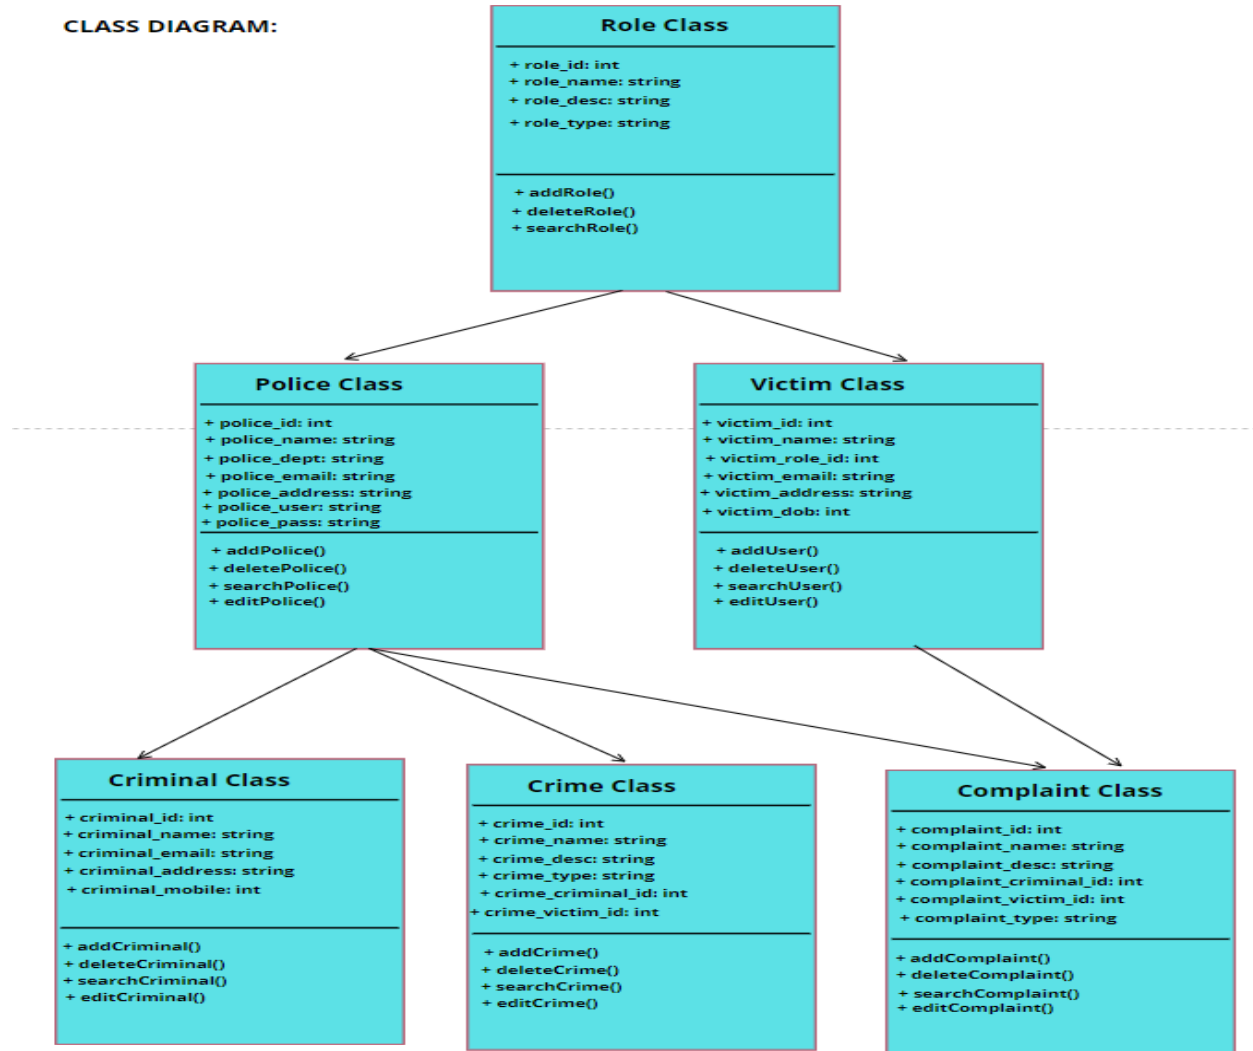 CLASS DIAGRAM:
Role Class
+ role_id: int
+ role_name: string
+ role_desc: string
+ role_type: string
+ addRole()
+ deleteRole()
+ searchRole()
Police Class
+ police_id: int
+ police_name: string
+ police_dept: string
+ police_email: string
+ police_address: string
+ police_user: string
+ police_pass: string
+ addPolice()
+ deletePolice()
+ searchPolice()
+ editPolice()
Victim Class
+ victim_id: int
+ victim_name: string
+ victim_role_id: int
+ victim_email: string
+ victim_address: string
+ victim_dob: int
+ addUser()
+ deleteUser()
+ searchUser()
+ editUser()
Criminal Class
+ criminal_id: int
+ criminal_name: string
+ criminal_email: string
+ criminal_address: string
+ criminal_mobile: int
+ addCriminal()
+ deleteCriminal()
+ searchCriminal()
+ editCriminal()
Crime Class
+ crime_id: int
+ crime_name: string
+ crime_desc: string
+ crime_type: string
+ crime_criminal_id: int
+ crime_victim_id: int
+ addCrime()
+ deleteCrime()
+ searchCrime()
+ editCrime()
Complaint Class
+ complaint_id: int
+ complaint_name: string
+ complaint_desc: string
+ complaint_criminal_id: int
+ complaint_victim_id: int
+ complaint_type: string
+ addComplaint()
+ deleteComplaint()
+ searchComplaint()
+ editComplaint()